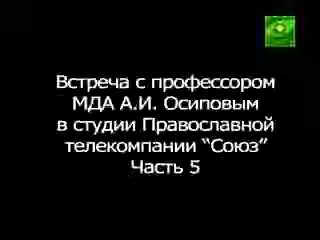 Встреча с профессором
МДА А.И. Осиповым
в студии Православной
телекомпании “Союз”
Часть 5